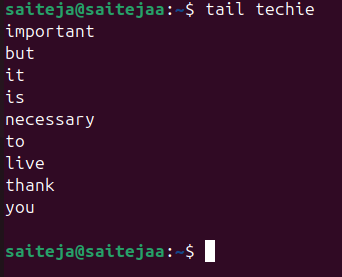 saiteja@saitejaa:~$ tail techie
important
but
it
is
necessary
to
live
thank
you

saiteja@saitejaa:~$